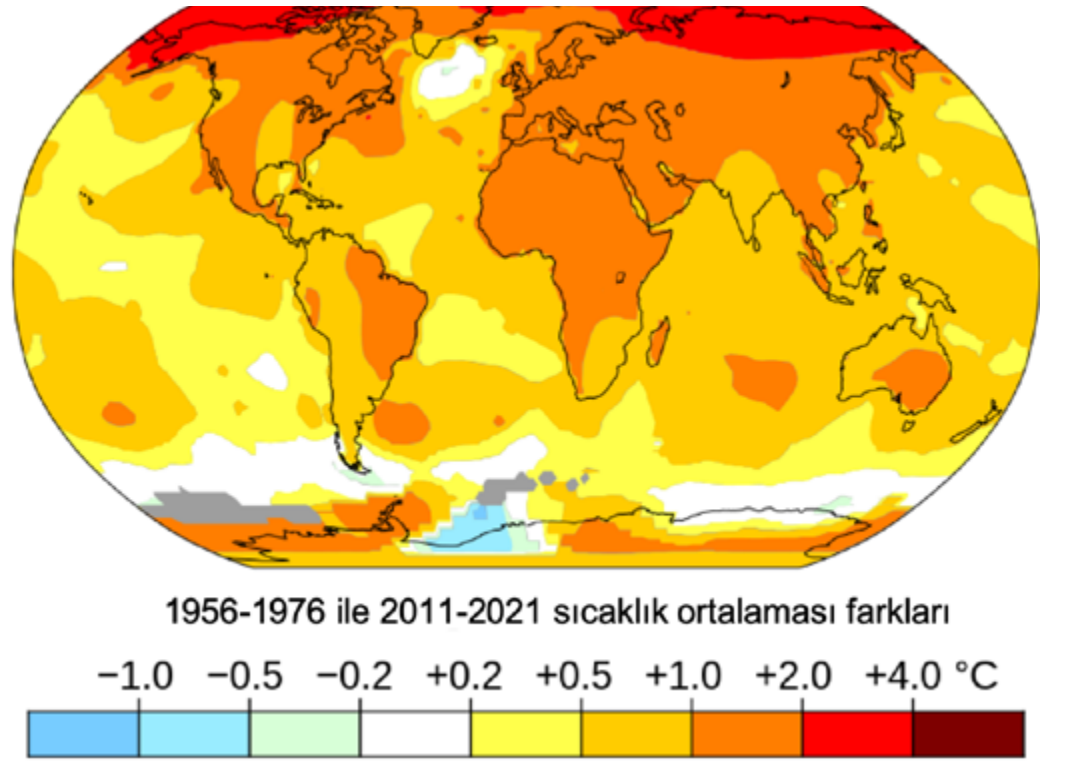 1956-1976 ile 2011-2021 sıcaklık ortalaması farkları
−1.0 −0.5 −0.2 +0.2 +0.5 +1.0 +2.0 +4.0 °C